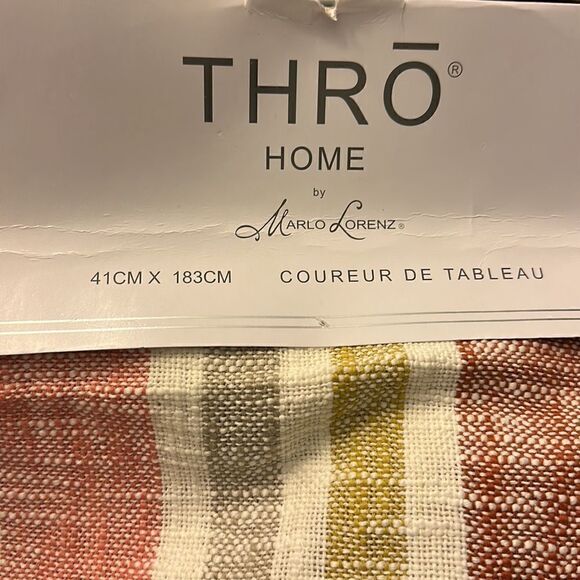 THRŌ®
HOME
by
Marlo Lorenz®
41CM X 183CM COUREUR DE TABLEAU